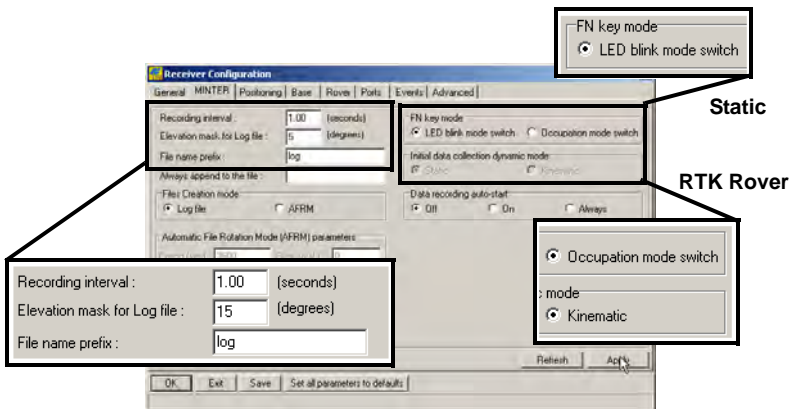 FN key mode
LED blink mode switch
Static
Receiver Configuration
General MINTER Positioning Base Rover Ports Events Advanced
Recording interval : 1.00 (seconds)
Elevation mask for Log file : 5 (degrees)
File name prefix : log
Always append to the file :
Files Creation mode
Log file AFRM
Automatic File Rotation Mode (AFRM) parameters
FN key mode
LED blink mode switch Occupation mode switch
Initial data collection dynamic mode
Static Kinematic
Data recording auto-start
Off On Always
RTK Rover
Occupation mode switch
mode
Kinematic
Recording interval : 1.00 (seconds)
Elevation mask for Log file : 15 (degrees)
File name prefix : log
Refresh Apply
OK Exit Save Set all parameters to defaults